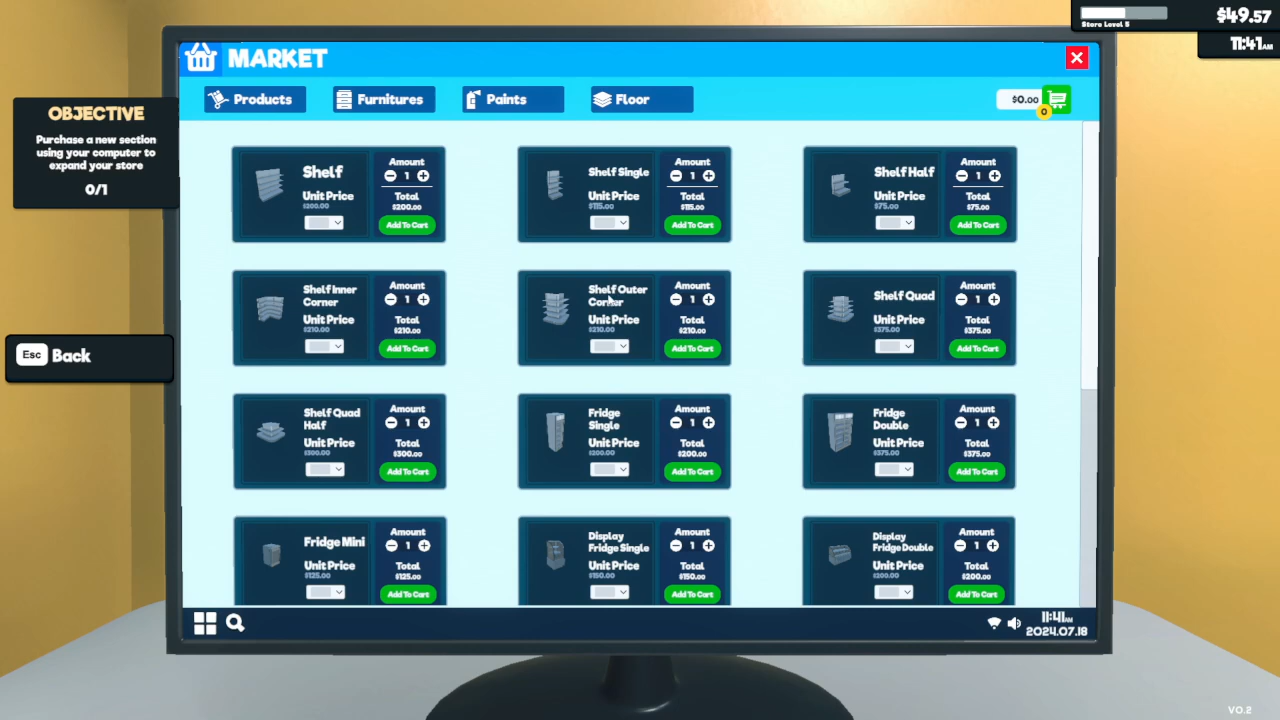 $49.57
Store Level 5
11:41AM
MARKET
Products
Furnitures
Paints
Floor
$0.00
0
OBJECTIVE
Purchase a new section
using your computer to
expand your store
0/1
Esc Back
Shelf
Unit Price
$200.00
Amount
1
Total
$200.00
Add To Cart
Shelf Single
Unit Price
$115.00
Amount
1
Total
$115.00
Add To Cart
Shelf Half
Unit Price
$75.00
Amount
1
Total
$75.00
Add To Cart
Shelf Inner
Corner
Unit Price
$210.00
Amount
1
Total
$210.00
Add To Cart
Shelf Outer
Corner
Unit Price
$210.00
Amount
1
Total
$210.00
Add To Cart
Shelf Quad
Unit Price
$375.00
Amount
1
Total
$375.00
Add To Cart
Shelf Quad
Half
Unit Price
$300.00
Amount
1
Total
$300.00
Add To Cart
Fridge
Single
Unit Price
$200.00
Amount
1
Total
$200.00
Add To Cart
Fridge
Double
Unit Price
$375.00
Amount
1
Total
$375.00
Add To Cart
Fridge Mini
Unit Price
$125.00
Amount
1
Total
$125.00
Add To Cart
Display
Fridge Single
Unit Price
$150.00
Amount
1
Total
$150.00
Add To Cart
Display
Fridge Double
Unit Price
$200.00
Amount
1
Total
$200.00
Add To Cart
11:41AM
2024.07.18
V0.2